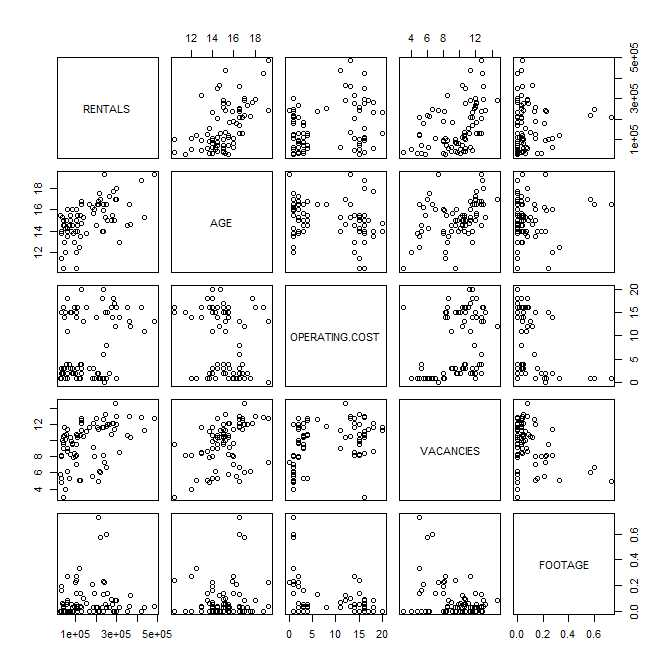 12 14 16 18
4 6 8 12
RENTALS
1e+05 3e+05 5e+05
12 14 16 18
AGE
OPERATING.COST
0 5 10 15 20
4 6 8 12
VACANCIES
FOOTAGE
0.0 0.2 0.4 0.6
1e+05 3e+05 5e+05
0 5 10 15 20
0.0 0.2 0.4 0.6